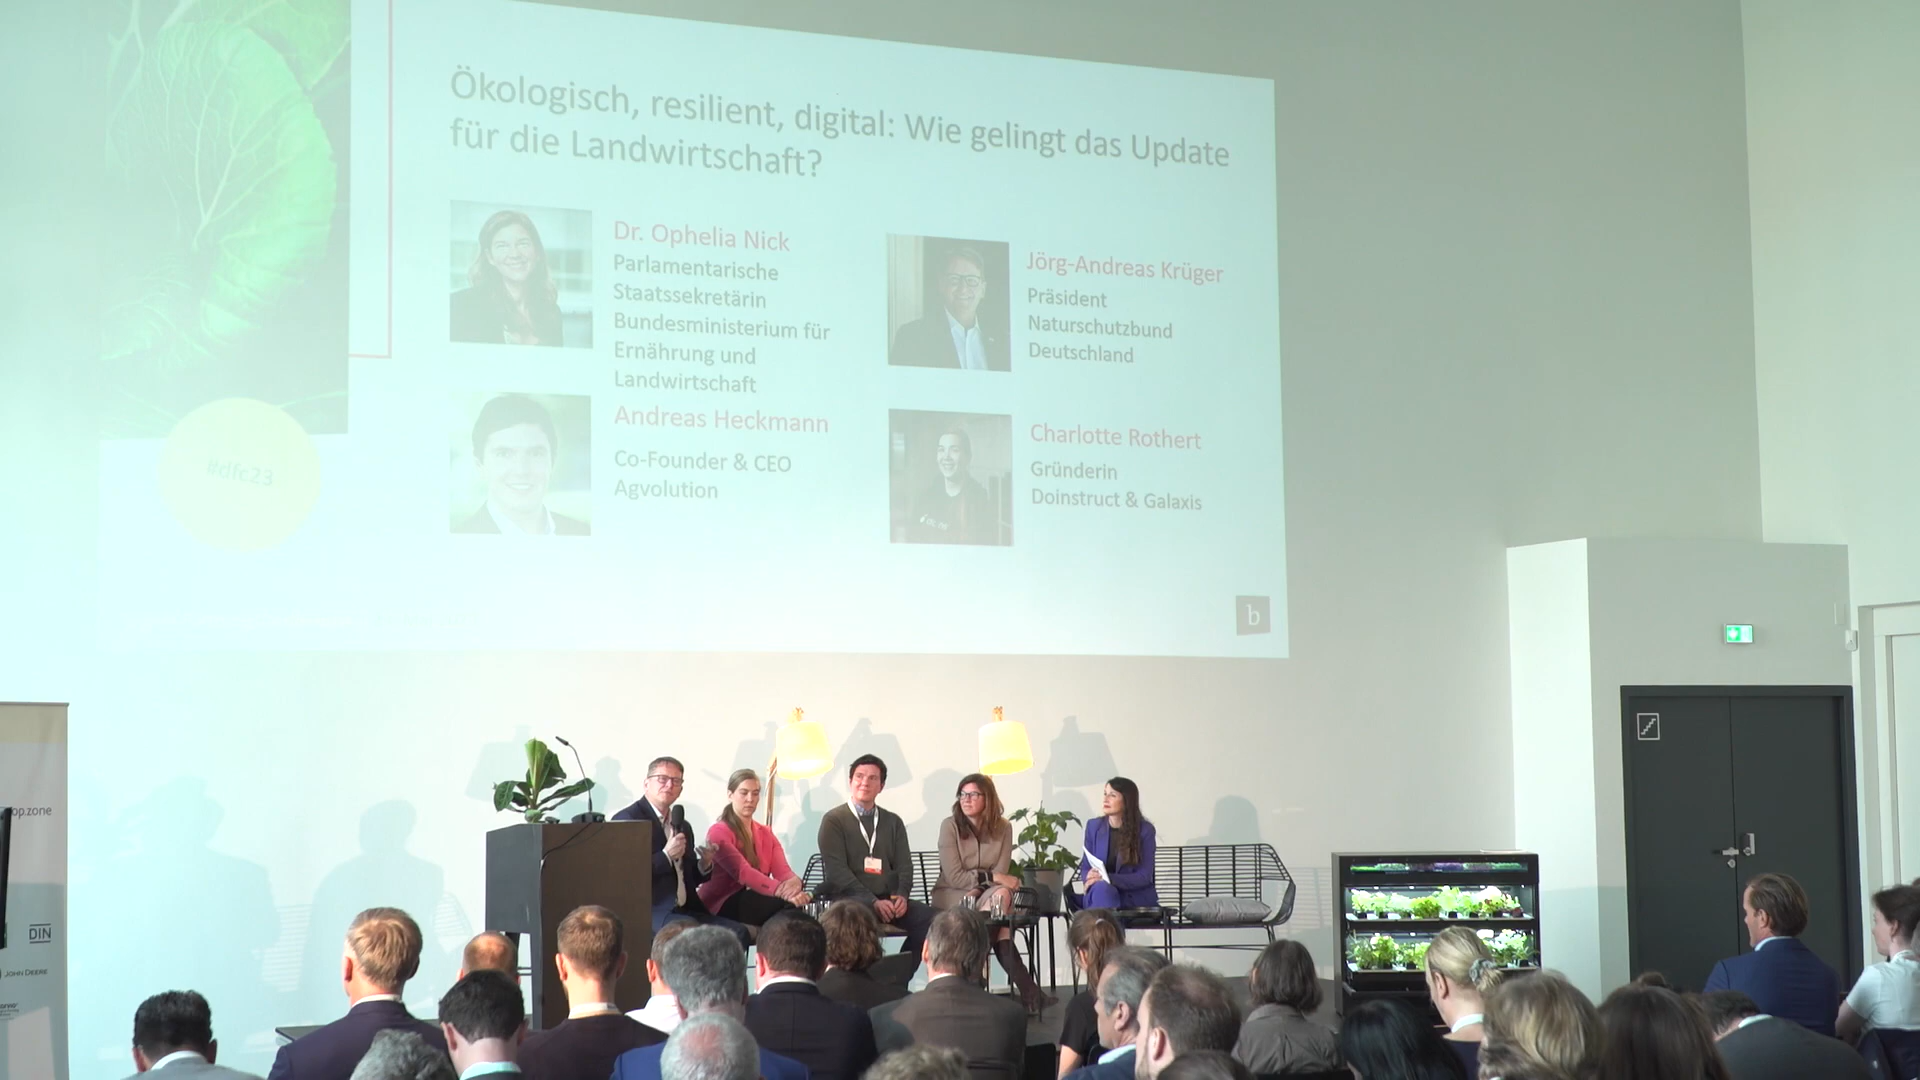 Ökologisch, resilient, digital: Wie gelingt das Update
für die Landwirtschaft?
Dr. Ophelia Nick
Parlamentarische
Staatssekretärin
Bundesministerium für
Ernährung und
Landwirtschaft
Jörg-Andreas Krüger
Präsident
Naturschutzbund
Deutschland
Andreas Heckmann
Co-Founder & CEO
Agvolution
Charlotte Rothert
Gründerin
Doinstruct & Galaxis
#dfc23
b
op.zone
DIN
JOHN DEERE